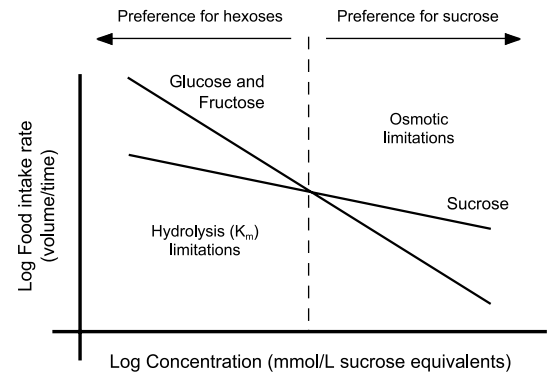 Preference for hexoses
Preference for sucrose
Glucose and
Fructose
Osmotic
limitations
Sucrose
Hydrolysis (Km)
limitations
Log Food intake rate
(volume/time)
Log Concentration (mmol/L sucrose equivalents)